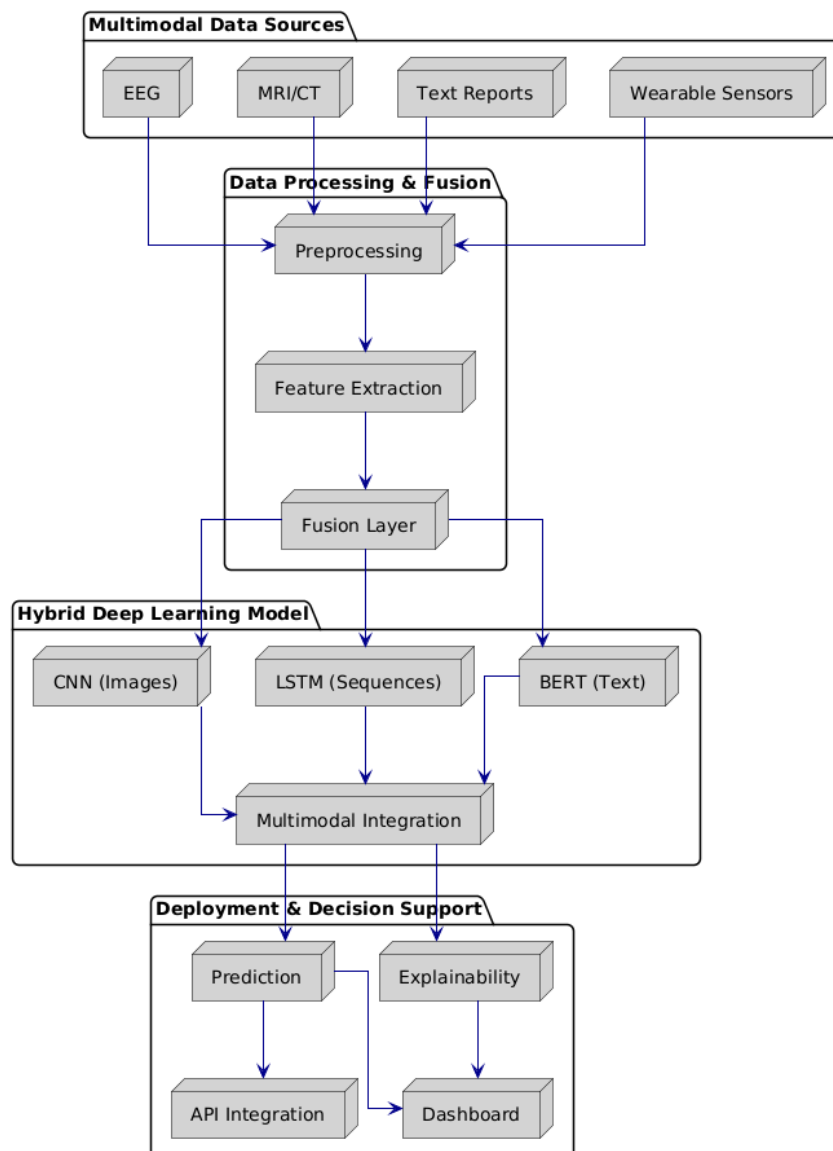 Multimodal Data Sources
EEG
MRI/CT
Text Reports
Wearable Sensors
Data Processing & Fusion
Preprocessing
Feature Extraction
Fusion Layer
Hybrid Deep Learning Model
CNN (Images)
LSTM (Sequences)
BERT (Text)
Multimodal Integration
Deployment & Decision Support
Prediction
Explainability
API Integration
Dashboard